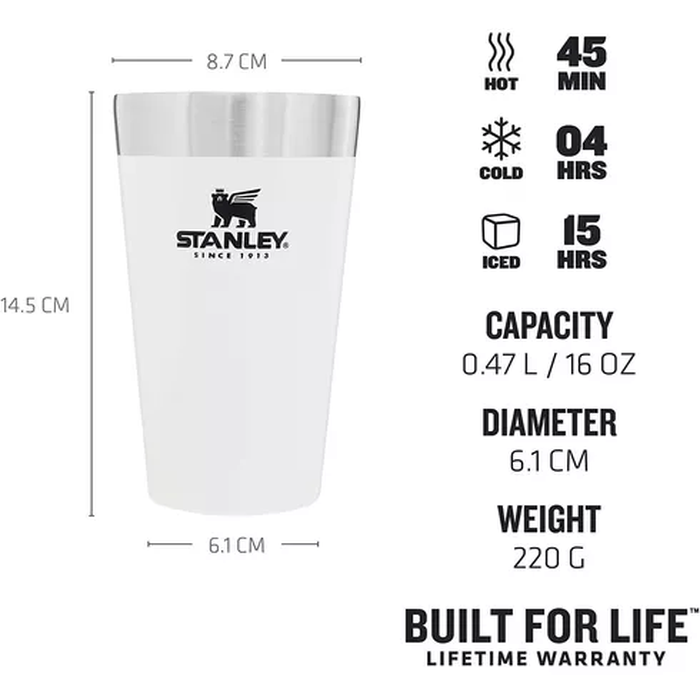 8.7 CM
14.5 CM
STANLEY®
SINCE 1913
6.1 CM
HOT
45
MIN
COLD
04
HRS
ICED
15
HRS
CAPACITY
0.47 L / 16 OZ
DIAMETER
6.1 CM
WEIGHT
220 G
BUILT FOR LIFE™
LIFETIME WARRANTY